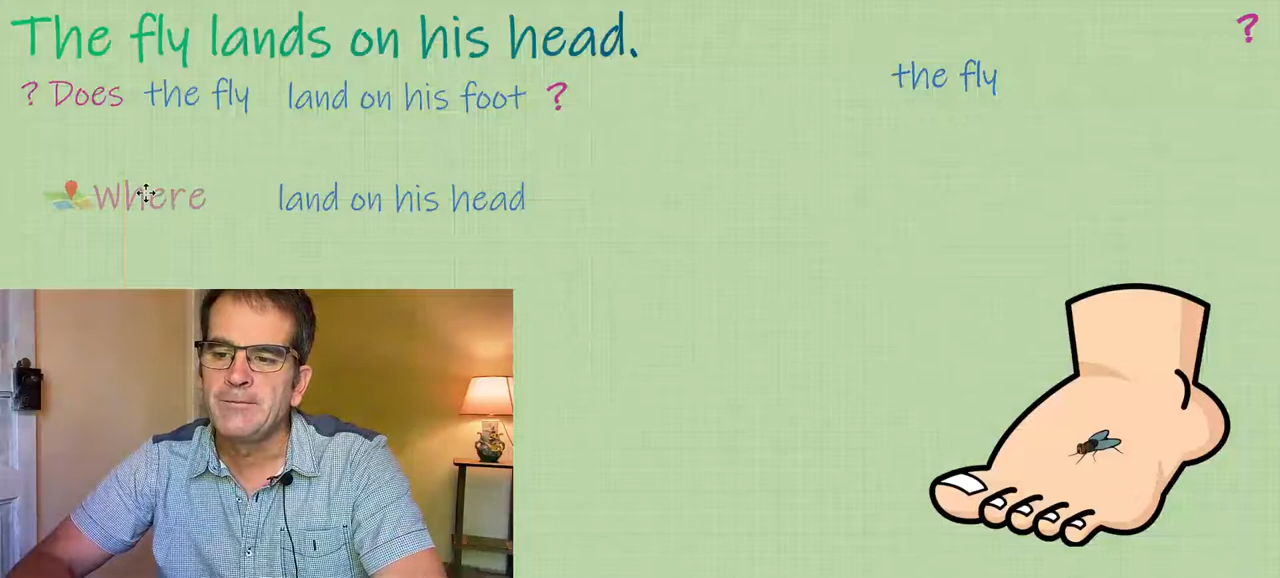 The fly lands on his head.
?
the fly
? Does the fly land on his foot ?
Where land on his head